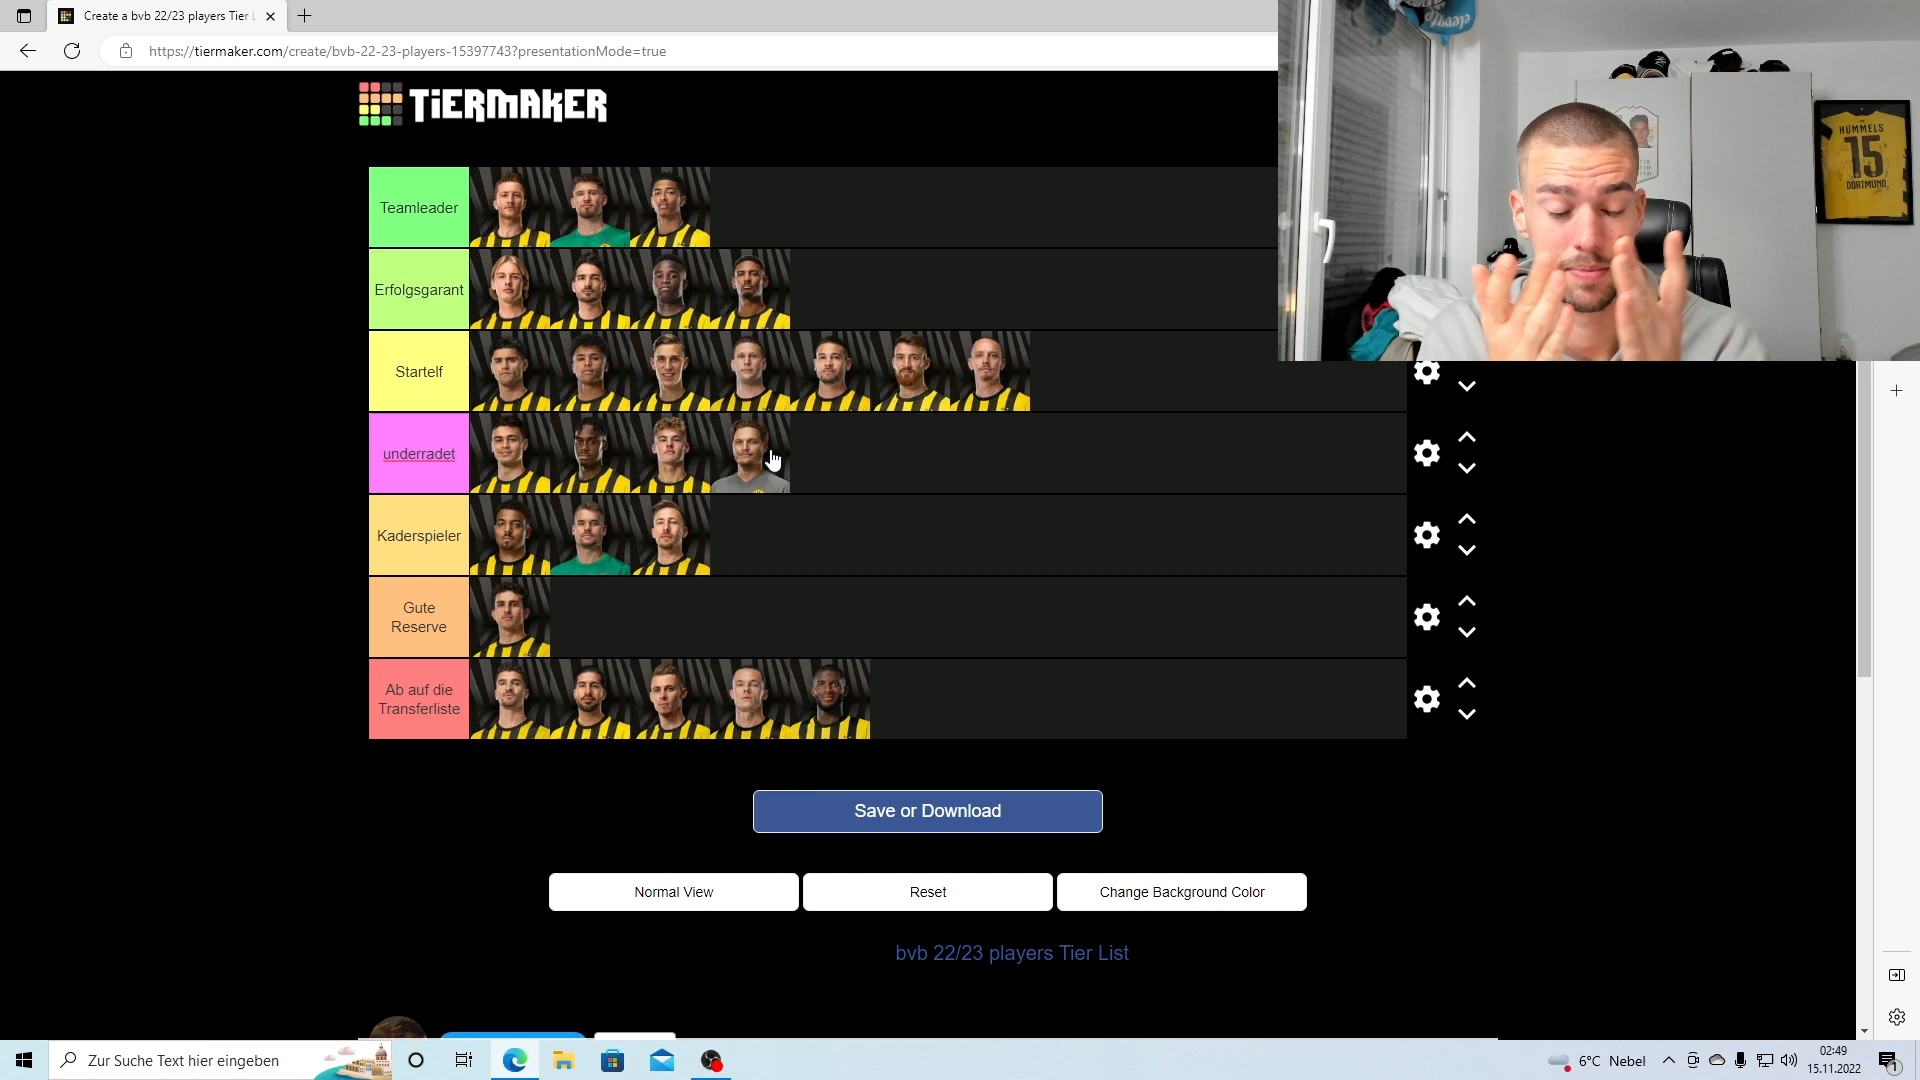 Create a bvb 22/23 players Tier L
https://tiermaker.com/create/bvb-22-23-players-15397743?presentationMode=true
TiERMAKER
HUMMELS
15
DORTMUND
Teamleader
Erfolgsgarant
Startelf
underradet
Kaderspieler
Gute
Reserve
Ab auf die
Transferliste
Save or Download
Normal View
Reset
Change Background Color
bvb 22/23 players Tier List
Zur Suche Text hier eingeben
6°C Nebel
02:49
15.11.2022
1